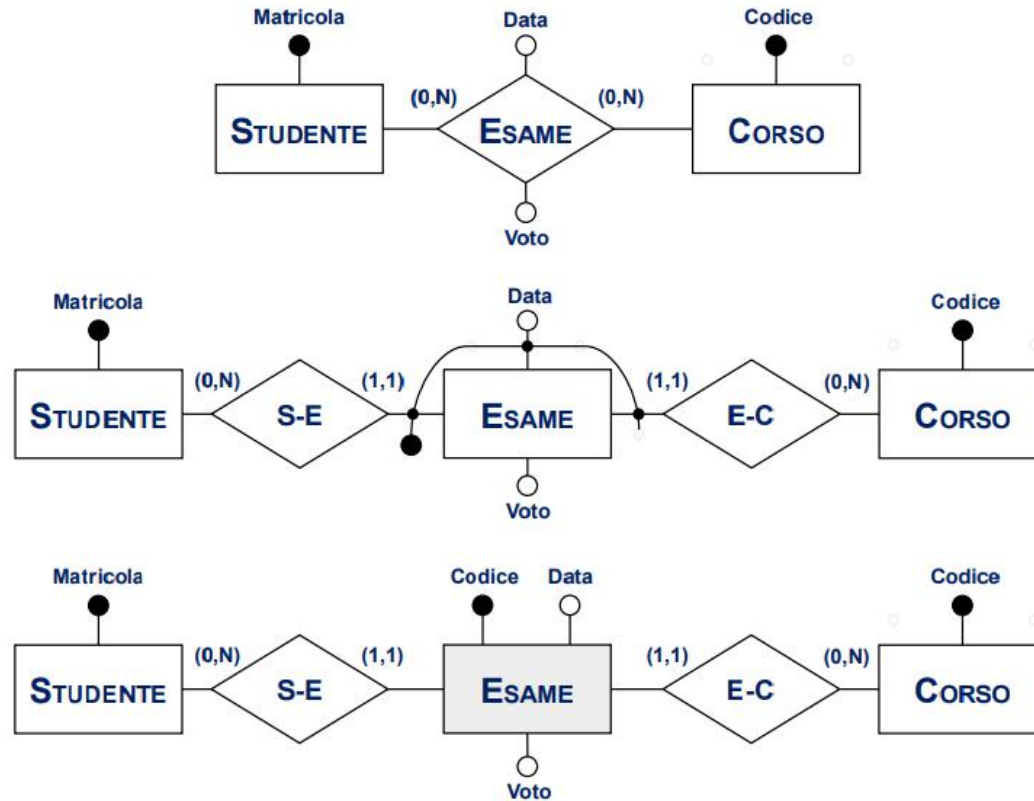 Matricola Data Codice
(0,N) (0,N)
STUDENTE ESAME CORSO
Voto
Matricola Data Codice
(0,N) (1,1) (1,1) (0,N)
STUDENTE S-E ESAME E-C CORSO
Voto
Matricola Codice Data Codice
(0,N) (1,1) (1,1) (0,N)
STUDENTE S-E ESAME E-C CORSO
Voto